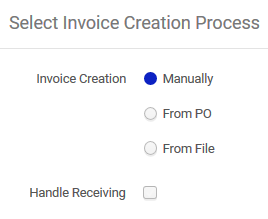 Select Invoice Creation Process
Invoice Creation Manually
From PO
From File
Handle Receiving